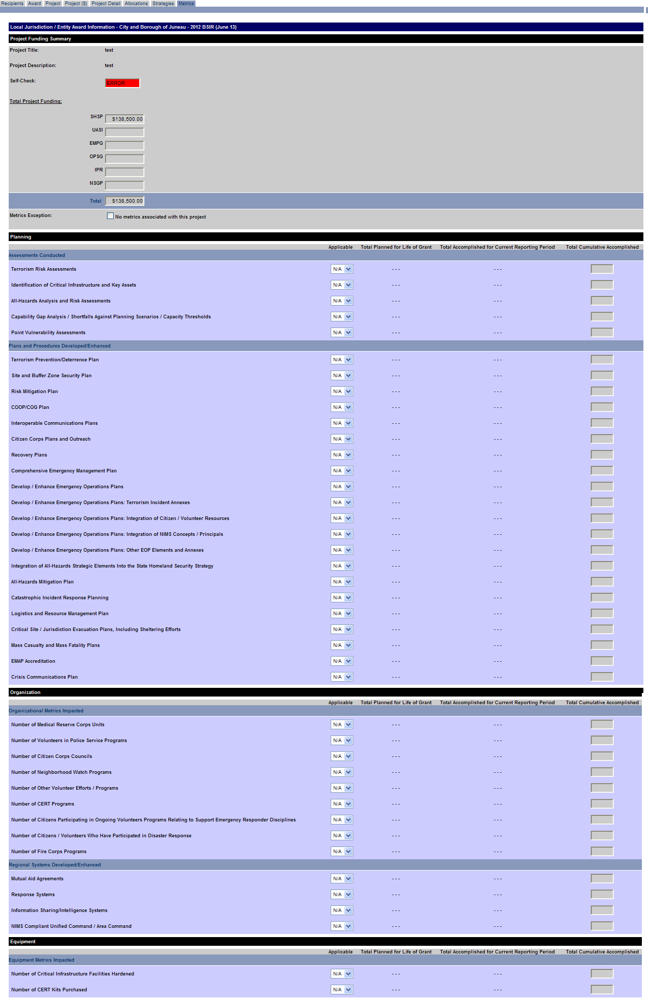 Recipients Award Project Project ($) Project Detail Allocations Strategies Metrics
Local Jurisdiction / Entity Award Information - City and Borough of Juneau - 2012 BSIR (June 13)
Project Funding Summary
Project Title: test
Project Description: test
Self-Check: ERROR
Total Project Funding:
SHSP $138,500.00
UASI
EMPG
OPSG
IPR
NSGP
Total $138,500.00
Metrics Exception: No metrics associated with this project
Planning
Applicable Total Planned for Life of Grant Total Accomplished for Current Reporting Period Total Cumulative Accomplished
Assessments Conducted
Terrorism Risk Assessments N/A - - - - - -
Identification of Critical Infrastructure and Key Assets N/A - - - - - -
All-Hazards Analysis and Risk Assessments N/A - - - - - -
Capability Gap Analysis / Shortfalls Against Planning Scenarios / Capacity Thresholds N/A - - - - - -
Point Vulnerability Assessments N/A - - - - - -
Plans and Procedures Developed/Enhanced
Terrorism Prevention/Deterrence Plan N/A - - - - - -
Site and Buffer Zone Security Plan N/A - - - - - -
Risk Mitigation Plan N/A - - - - - -
COOP/COG Plan N/A - - - - - -
Interoperable Communications Plans N/A - - - - - -
Citizen Corps Plans and Outreach N/A - - - - - -
Recovery Plans N/A - - - - - -
Comprehensive Emergency Management Plan N/A - - - - - -
Develop / Enhance Emergency Operations Plans N/A - - - - - -
Develop / Enhance Emergency Operations Plans: Terrorism Incident Annexes N/A - - - - - -
Develop / Enhance Emergency Operations Plans: Integration of Citizen / Volunteer Resources N/A - - - - - -
Develop / Enhance Emergency Operations Plans: Integration of NIMS Concepts / Principals N/A - - - - - -
Develop / Enhance Emergency Operations Plans: Other EOP Elements and Annexes N/A - - - - - -
Integration of All-Hazards Strategic Elements Into the State Homeland Security Strategy N/A - - - - - -
All-Hazards Mitigation Plan N/A - - - - - -
Catastrophic Incident Response Planning N/A - - - - - -
Logistics and Resource Management Plan N/A - - - - - -
Critical Site / Jurisdiction Evacuation Plans, Including Sheltering Efforts N/A - - - - - -
Mass Casualty and Mass Fatality Plans N/A - - - - - -
EMAP Accreditation N/A - - - - - -
Crisis Communications Plan N/A - - - - - -
Organization
Applicable Total Planned for Life of Grant Total Accomplished for Current Reporting Period Total Cumulative Accomplished
Organizational Metrics Impacted
Number of Medical Reserve Corps Units N/A - - - - - -
Number of Volunteers in Police Service Programs N/A - - - - - -
Number of Citizen Corps Councils N/A - - - - - -
Number of Neighborhood Watch Programs N/A - - - - - -
Number of Other Volunteer Efforts / Programs N/A - - - - - -
Number of CERT Programs N/A - - - - - -
Number of Citizens Participating in Ongoing Volunteers Programs Relating to Support Emergency Responder Disciplines N/A - - - - - -
Number of Citizens / Volunteers Who Have Participated in Disaster Response N/A - - - - - -
Number of Fire Corps Programs N/A - - - - - -
Regional Systems Developed/Enhanced
Mutual Aid Agreements N/A - - - - - -
Response Systems N/A - - - - - -
Information Sharing/Intelligence Systems N/A - - - - - -
NIMS Compliant Unified Command / Area Command N/A - - - - - -
Equipment
Applicable Total Planned for Life of Grant Total Accomplished for Current Reporting Period Total Cumulative Accomplished
Equipment Metrics Impacted
Number of Critical Infrastructure Facilities Hardened N/A - - - - - -
Number of CERT Kits Purchased N/A - - - - - -